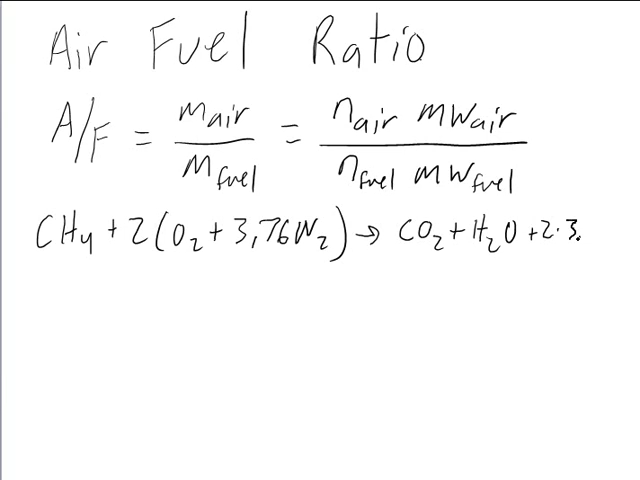 Air Fuel Ratio
A/F = m_air / m_fuel = n_air MW_air / n_fuel MW_fuel
CH₄ + 2(O₂ + 3,76N₂) → CO₂ + H₂O + 2·3.